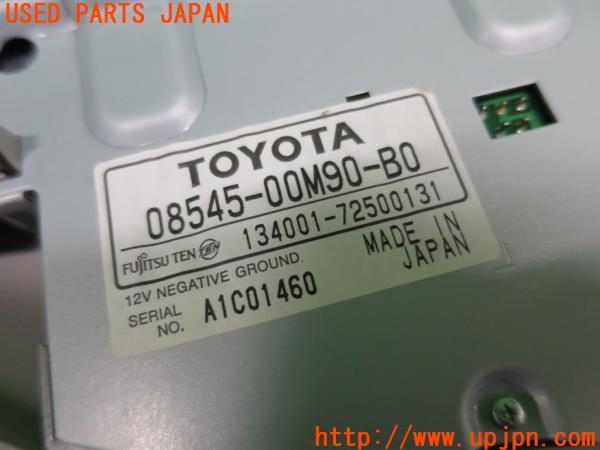 USED PARTS JAPAN
TOYOTA
08545-00M90-B0
FUJITSU TEN TEN 134001-72500131
12V NEGATIVE GROUND. MADE IN
SERIAL NO. A1C01460 JAPAN
http://www.upjpn.com